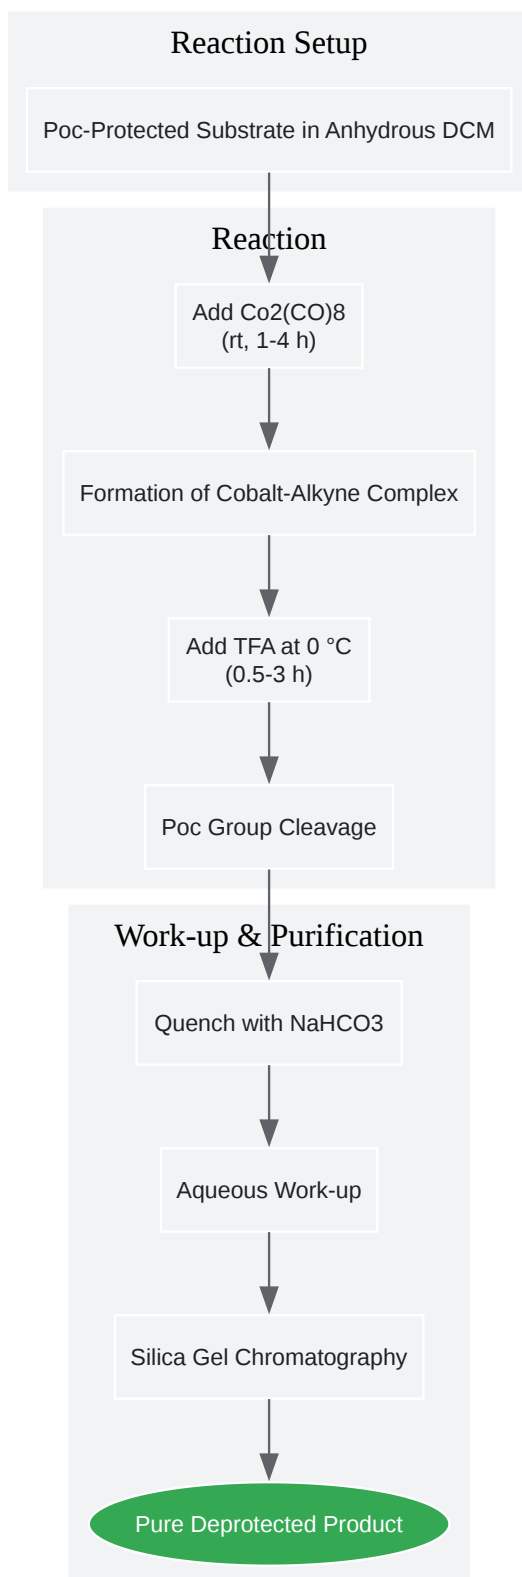 Reaction Setup
Poc-Protected Substrate in Anhydrous DCM
Reaction
Add Co2(CO)8
(rt, 1-4 h)
Formation of Cobalt-Alkyne Complex
Add TFA at 0 °C
(0.5-3 h)
Poc Group Cleavage
Work-up & Purification
Quench with NaHCO3
Aqueous Work-up
Silica Gel Chromatography
Pure Deprotected Product